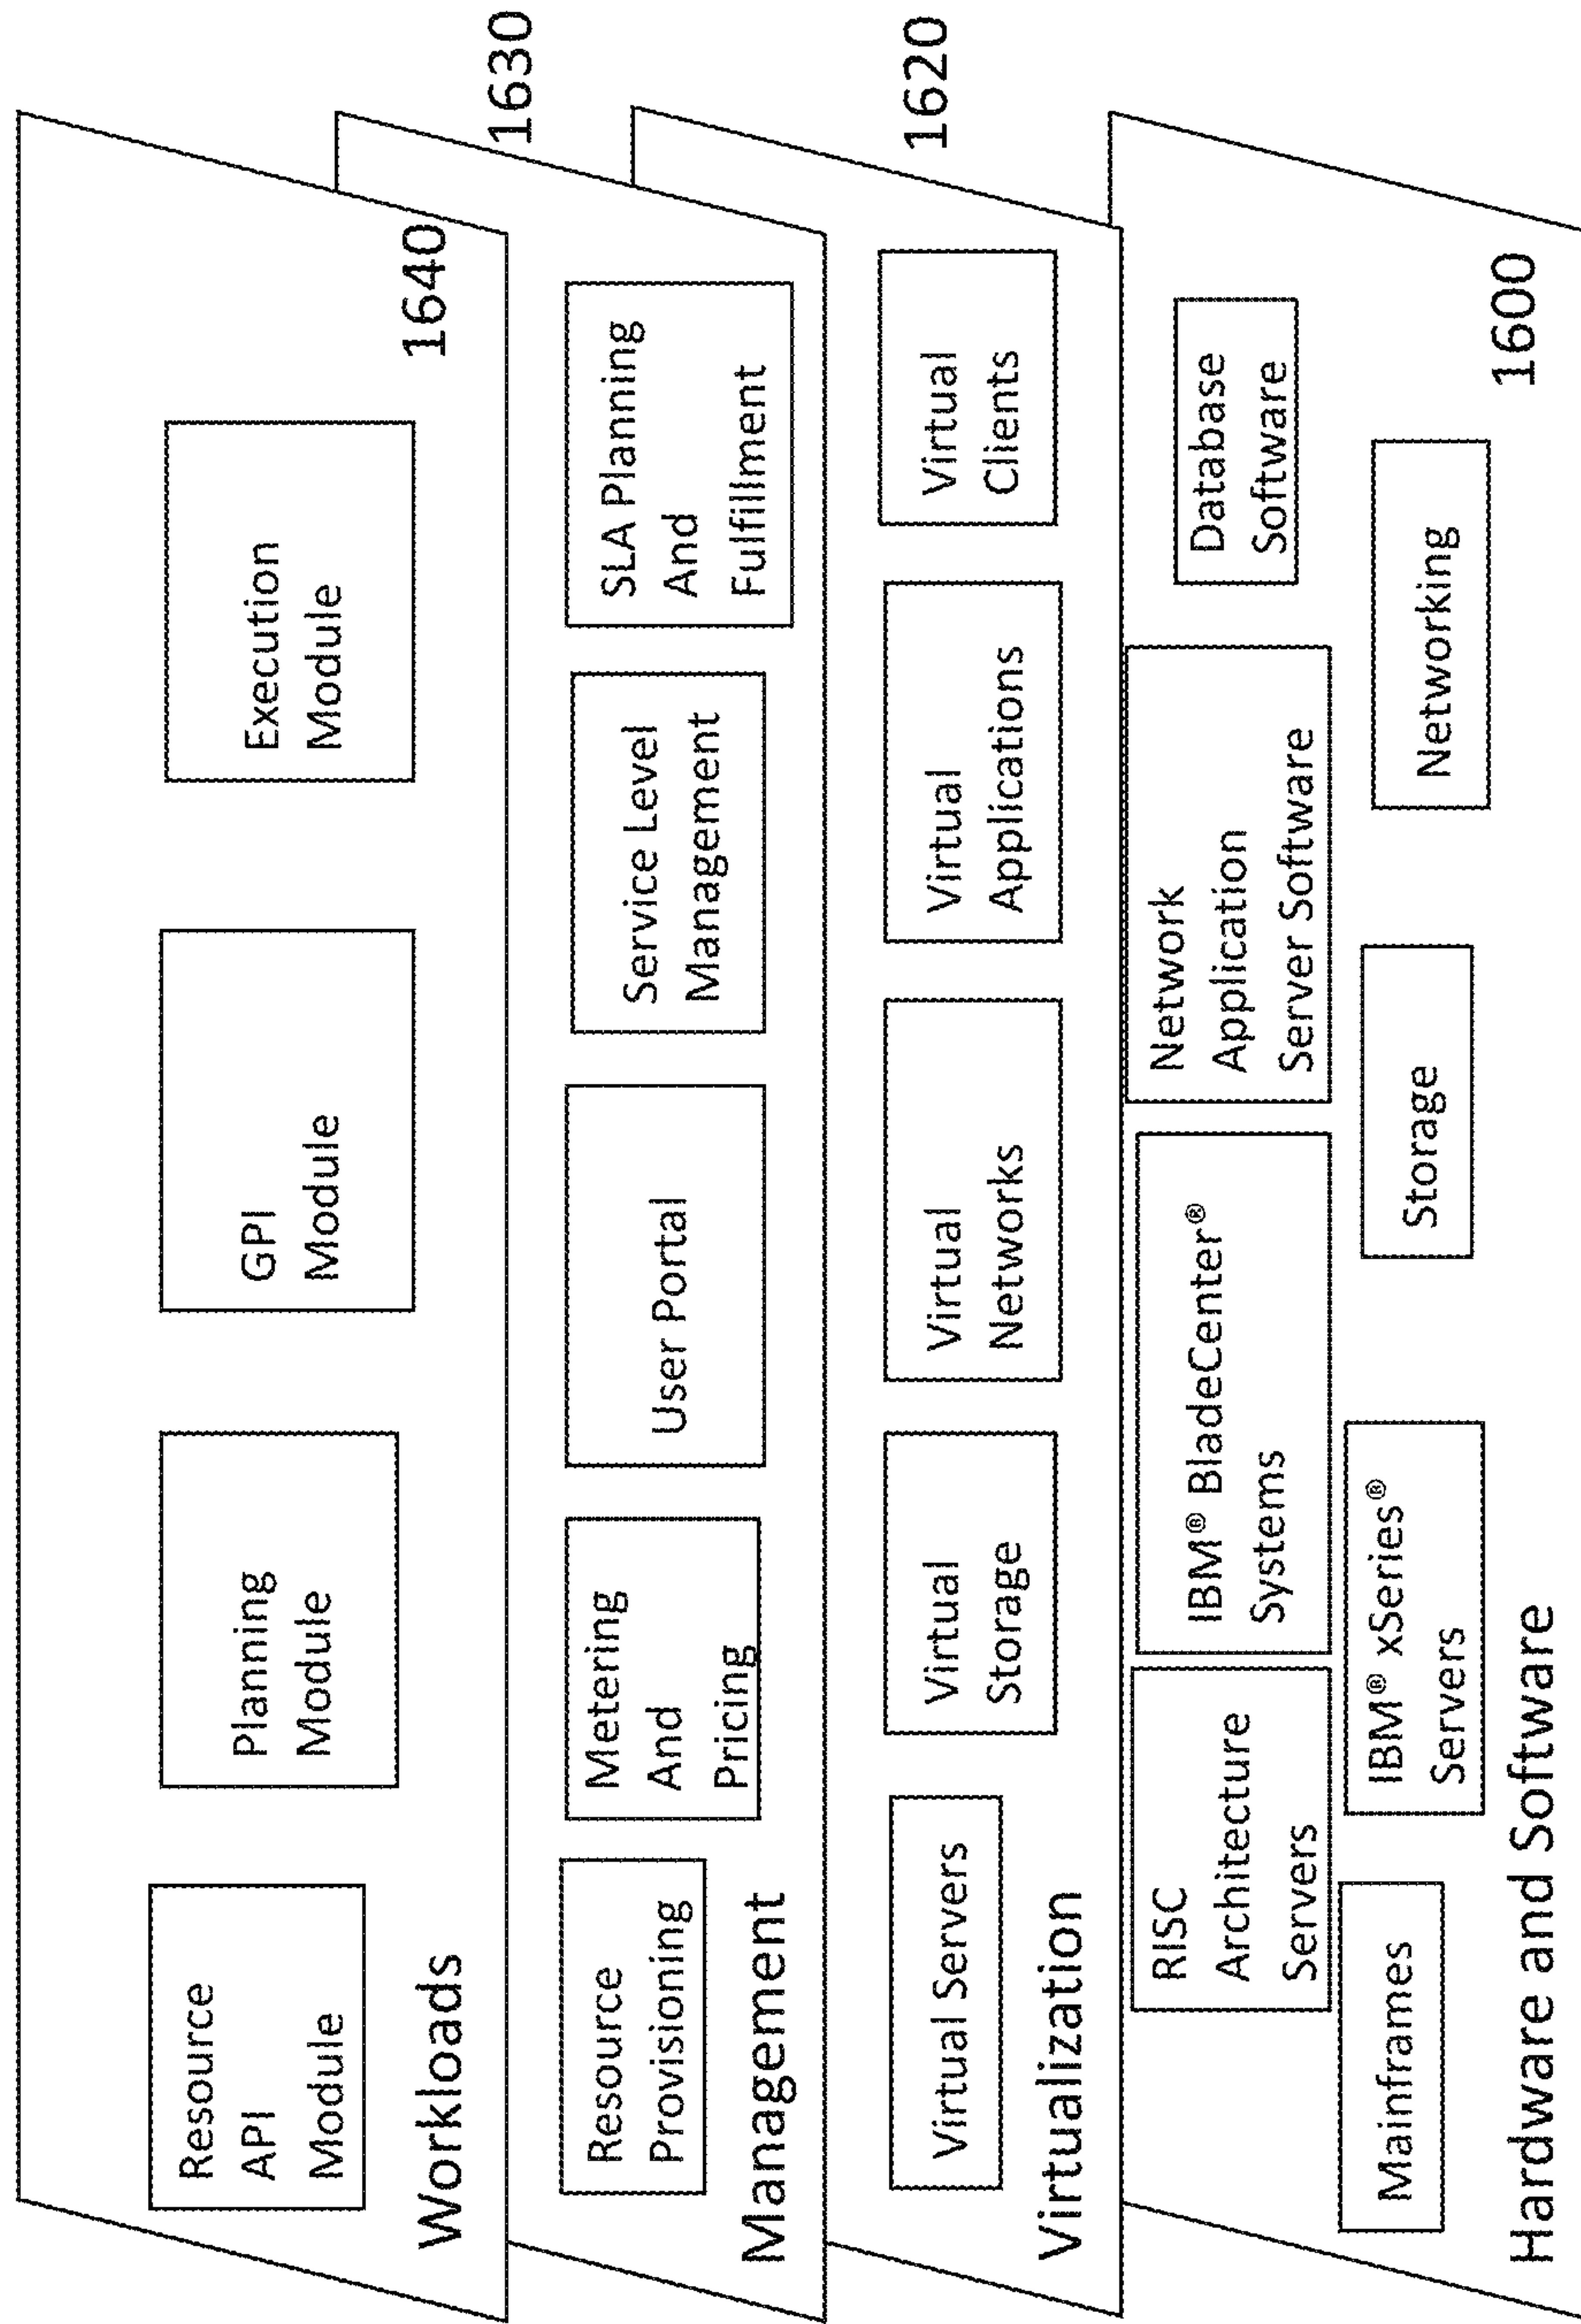 Resource
API
Module
Planning
Module
GPI
Module
Execution
Module
Workloads
1640
Resource
Provisioning
Metering
And
Pricing
User Portal
Service Level
Management
SLA Planning
And
Fulfillment
Management
1630
Virtual Servers
Virtual
Storage
Virtual
Networks
Virtual
Applications
Virtual
Clients
Virtualization
1620
RISC
Architecture
Servers
IBM® BladeCenter®
Systems
Network
Application
Server Software
Database
Software
Mainframes
IBM® xSeries®
Servers
Storage
Networking
Hardware and Software
1600